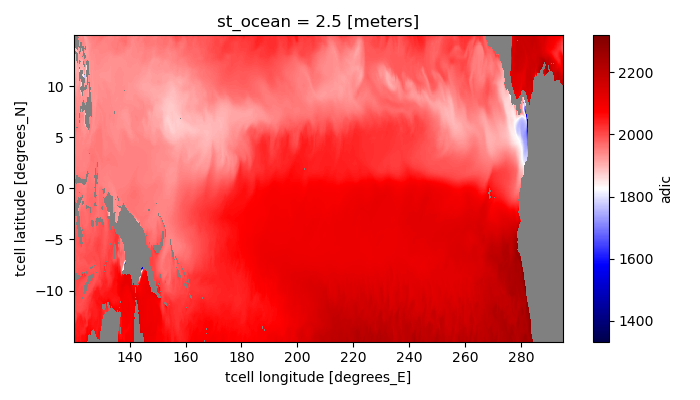 st_ocean = 2.5 [meters]
10
5
0
−5
−10
tcell latitude [degrees_N]
140 160 180 200 220 240 260 280
tcell longitude [degrees_E]
2200
2000
1800
1600
1400
adic